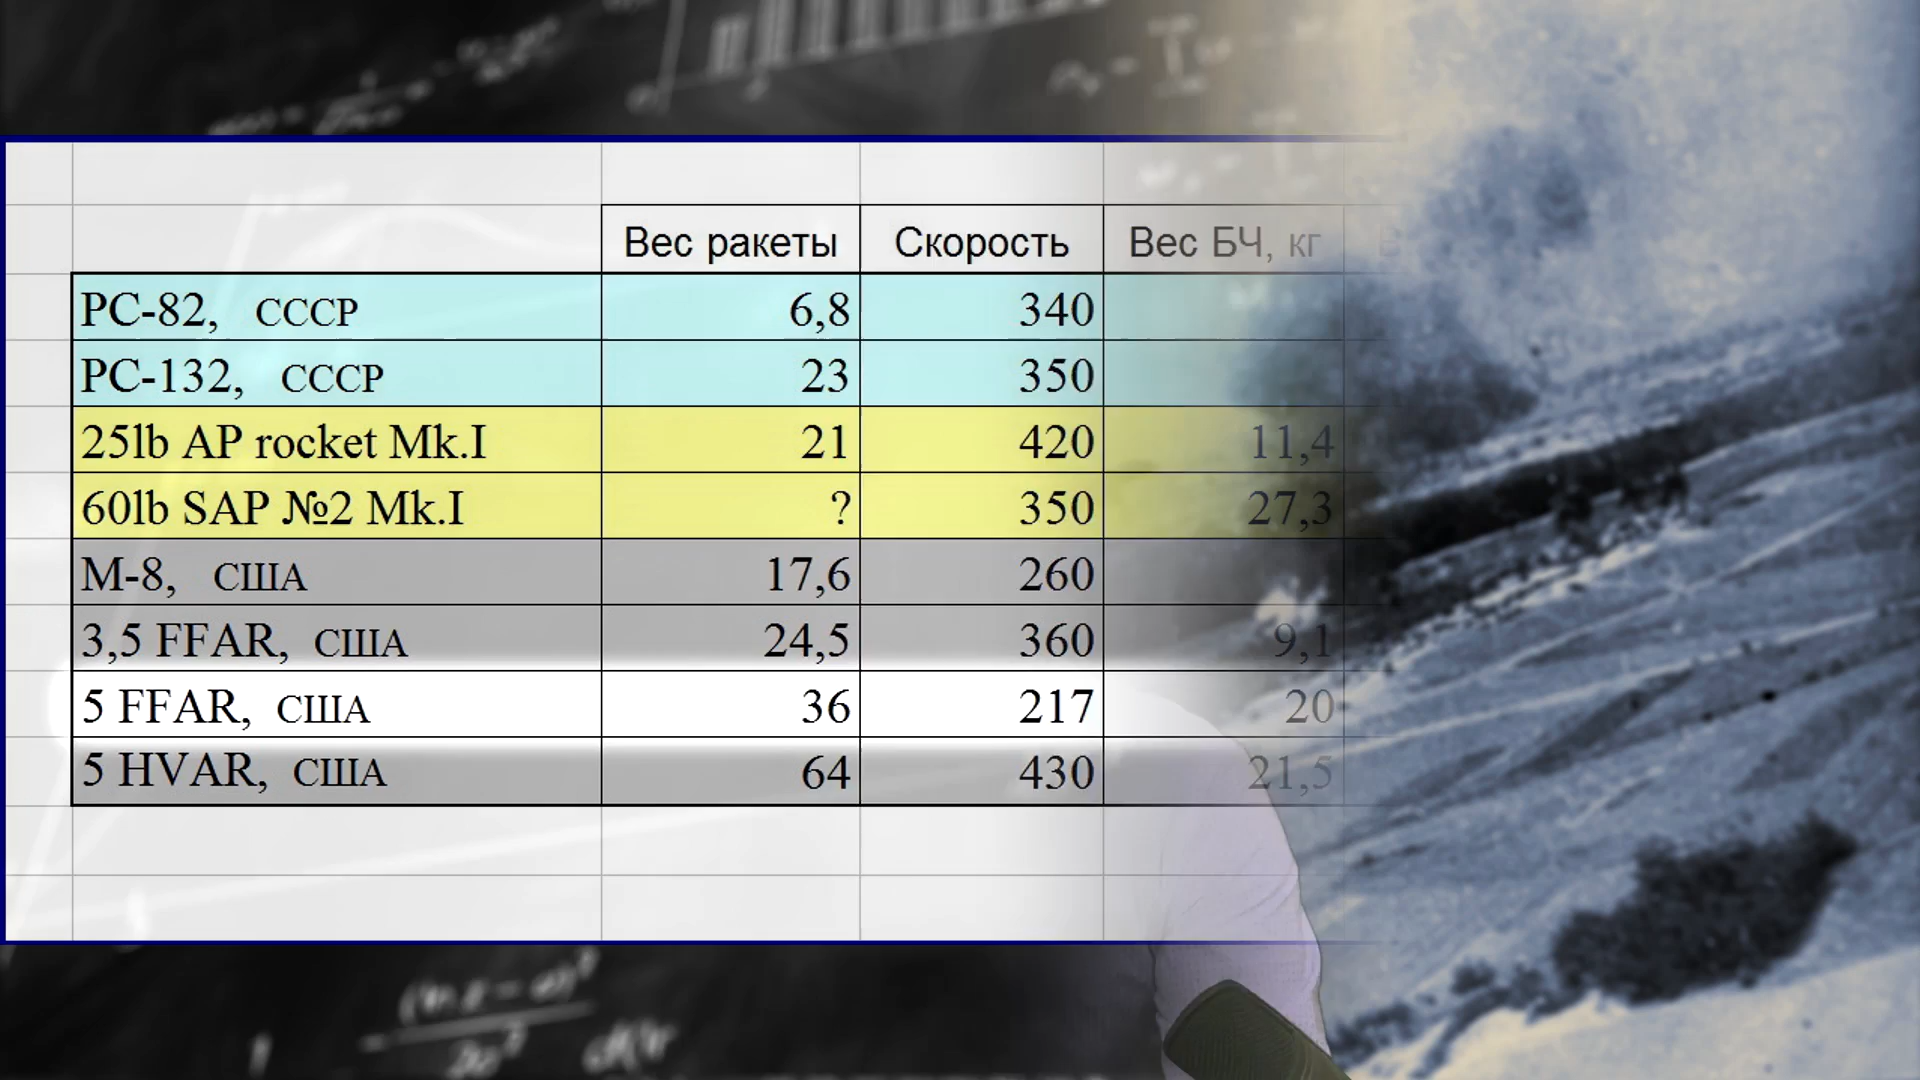 Вес ракеты Скорость Вес БЧ, кг
РС-82, СССР 6,8 340
РС-132, СССР 23 350
25lb AP rocket Mk.I 21 420 11,4
60lb SAP №2 Mk.I ? 350 27,3
М-8, США 17,6 260
3,5 FFAR, США 24,5 360 9,1
5 FFAR, США 36 217 20
5 HVAR, США 64 430 21,5